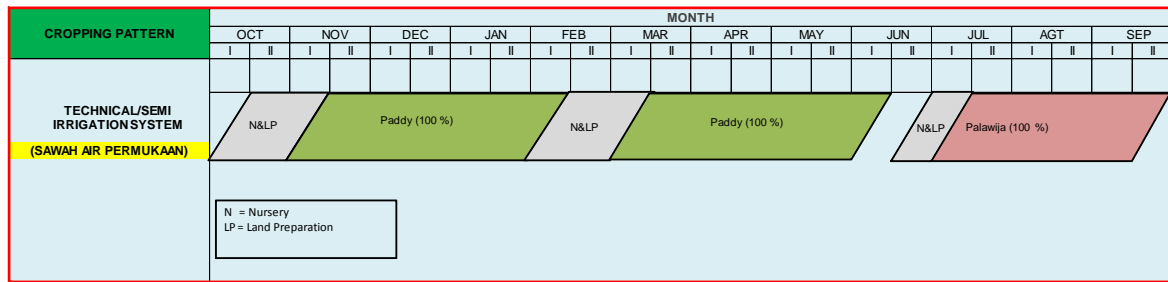 CROPPING PATTERN
MONTH
OCT NOV DEC JAN FEB MAR APR MAY JUN JUL AGT SEP
I II I II I II I II I II I II I II I II I II I II I II I II
TECHNICAL/SEMI
IRRIGATION SYSTEM
(SAWAH AIR PERMUKAAN)
N&LP Paddy (100 %) N&LP Paddy (100 %) N&LP Palawija (100 %)
N = Nursery
LP = Land Preparation